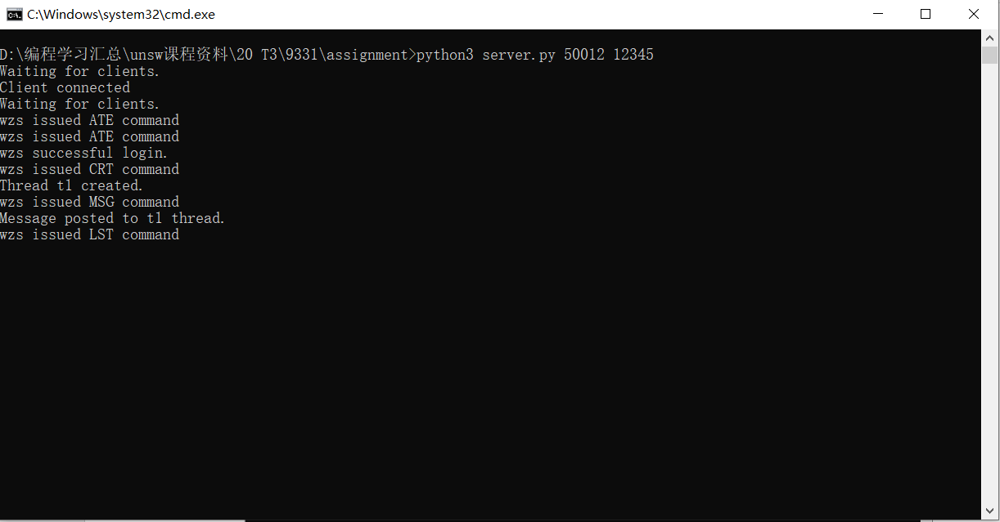 C:\Windows\system32\cmd.exe
D:\编程学习汇总\unsw课程资料\20 T3\9331\assignment>python3 server.py 50012 12345
Waiting for clients.
Client connected
Waiting for clients.
wzs issued ATE command
wzs issued ATE command
wzs successful login.
wzs issued CRT command
Thread t1 created.
wzs issued MSG command
Message posted to t1 thread.
wzs issued LST command